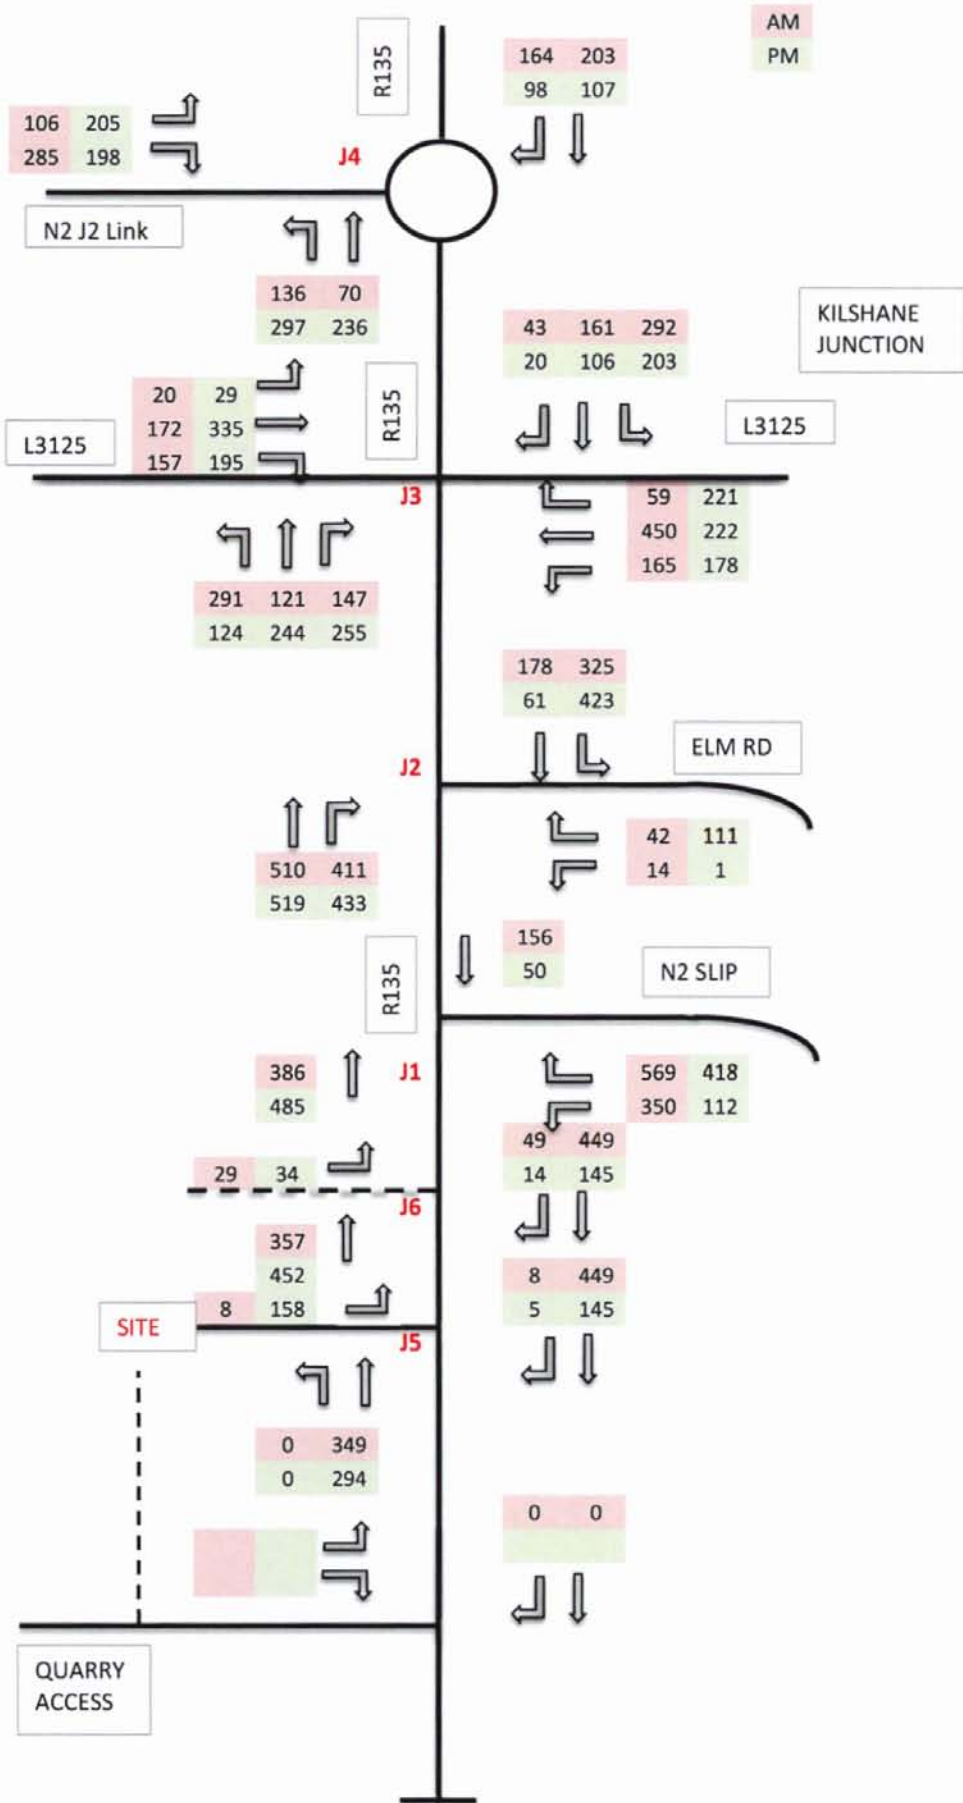 AM
PM
R135
164 203
98 107
106 205
285 198
J4
N2 J2 Link
136 70
297 236
KILSHANE
JUNCTION
43 161 292
20 106 203
R135
20 29
172 335
157 195
L3125
L3125
J3
59 221
450 222
165 178
291 121 147
124 244 255
178 325
61 423
ELM RD
J2
42 111
14 1
510 411
519 433
156
50
R135
N2 SLIP
386
485
J1
569 418
350 112
49 449
14 145
29 34
J6
357
452
8 158
8 449
5 145
SITE
J5
0 349
0 294
0 0
QUARRY
ACCESS